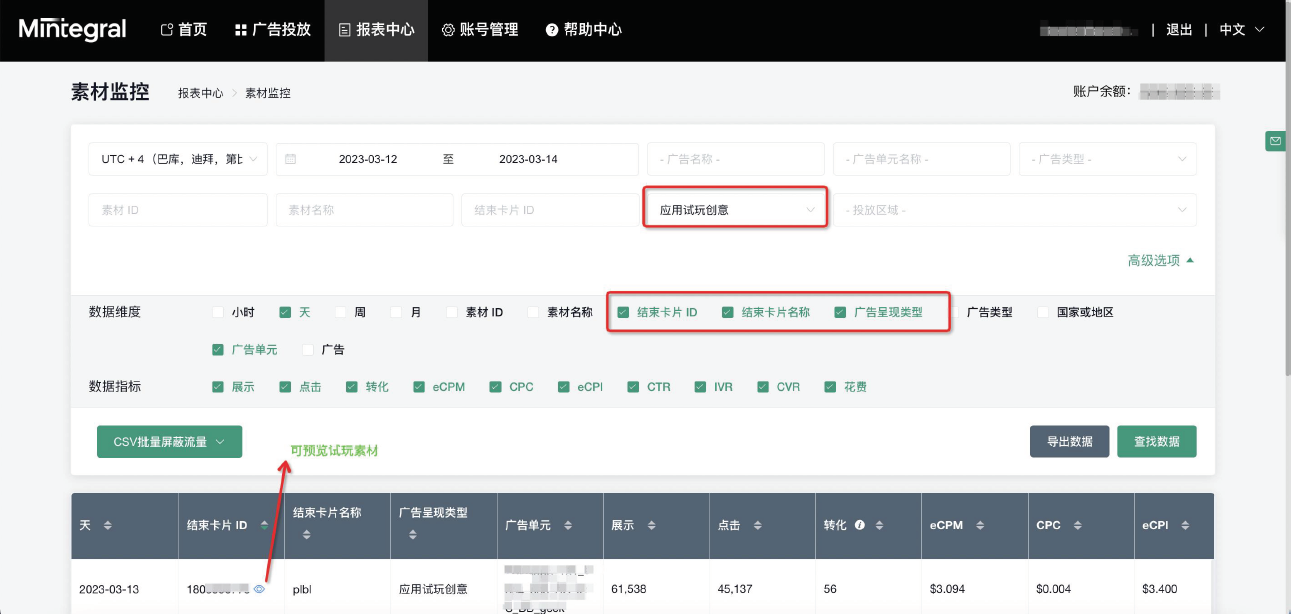 Mintegral 首页 广告投放 报表中心 账号管理 帮助中心 | 退出 | 中文
素材监控 报表中心 > 素材监控 账户余额：
UTC + 4（巴库，迪拜，第比 2023-03-12 至 2023-03-14 - 广告名称 - - 广告单元名称 - - 广告类型 -
素材 ID 素材名称 结束卡片 ID 应用试玩创意 - 投放区域 -
高级选项
数据维度 小时 天 周 月 素材 ID 素材名称 结束卡片 ID 结束卡片名称 广告呈现类型 广告类型 国家或地区
广告单元 广告
数据指标 展示 点击 转化 eCPM CPC eCPI CTR IVR CVR 花费
CSV批量屏蔽流量 可预览试玩素材 导出数据 查找数据
天 结束卡片 ID 结束卡片名称 广告呈现类型 广告单元 展示 点击 转化 eCPM CPC eCPI
2023-03-13 plbl 应用试玩创意 61,538 45,137 56 $3.094 $0.004 $3.400